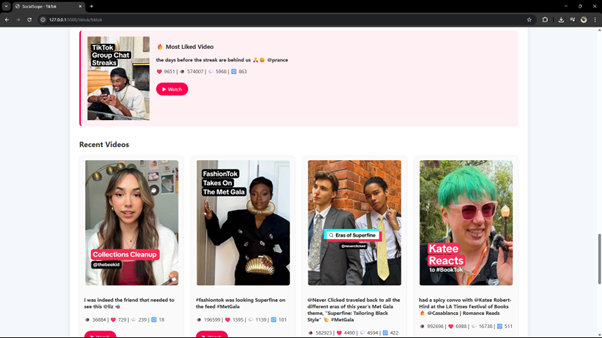 SocialScope - TikTok
127.0.0.1
TikTok
Group Chat
Streaks
🔥 Most Liked Video
the days before the streak are behind us 🙏😌 @prance
❤️ 9651 | 👁 574007 | 💬 5968 | 🔁 863
▶ Watch
Recent Videos
Collections Cleanup
@thebeekid
I was indeed the friend that needed to
see this @liz
👁 36884 | ❤️ 729 | 💬 239 | 🔁 18
Watch
FashionTok
Takes On
The Met Gala
#fashiontok was looking Superfine on
the feed #MetGala
👁 196599 | ❤️ 1595 | 💬 1139 | 🔁 101
Watch
Eras of Superfine
@neverclicked
@Never Clicked traveled back to all the
different eras of this year's Met Gala
theme, "Superfine: Tailoring Black
Style" #MetGala
👁 582923 | ❤️ 4490 | 💬 4594 | 🔁 422
Katee
Reacts
to #BookTok
had a spicy convo with @Katee Robert-
Hird at the LA Times Festival of Books
🔥 @Casablanca | Romance Reads
👁 892696 | ❤️ 6988 | 💬 16738 | 🔁 511